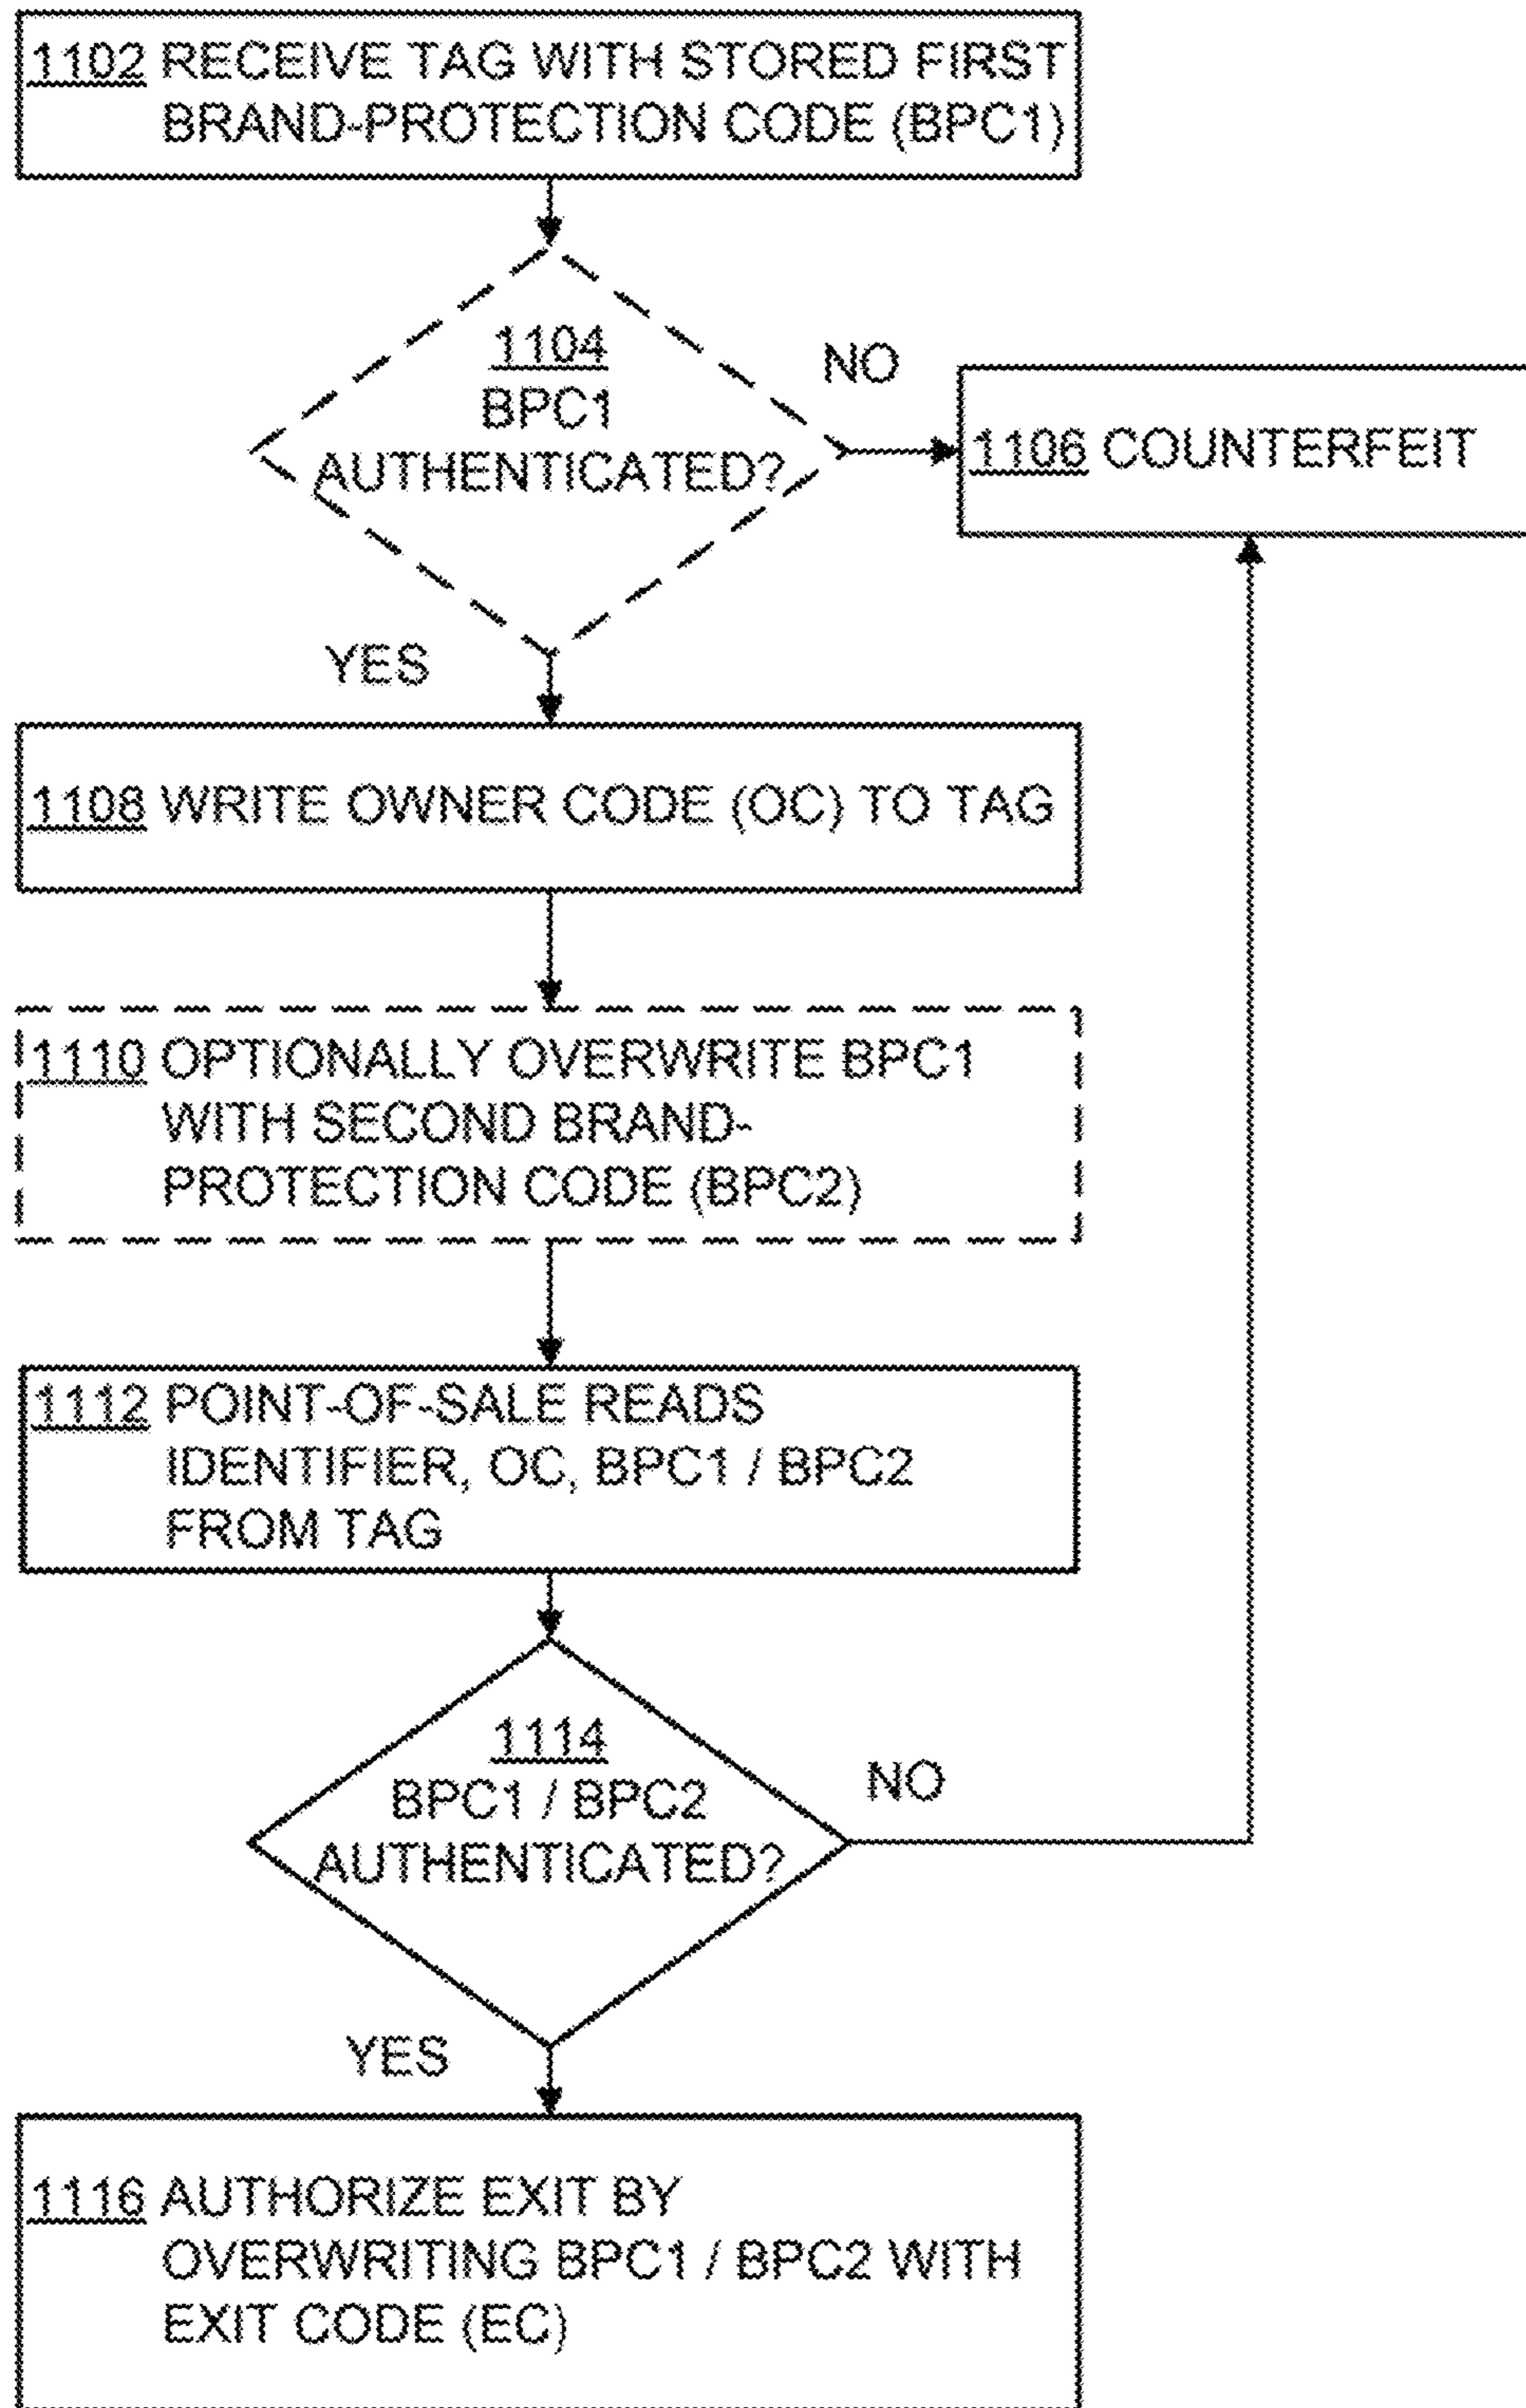 1102 RECEIVE TAG WITH STORED FIRST
BRAND-PROTECTION CODE (BPC1)
1104
BPC1
AUTHENTICATED?
NO
1106 COUNTERFEIT
YES
1108 WRITE OWNER CODE (OC) TO TAG
1110 OPTIONALLY OVERWRITE BPC1
WITH SECOND BRAND-
PROTECTION CODE (BPC2)
1112 POINT-OF-SALE READS
IDENTIFIER, OC, BPC1 / BPC2
FROM TAG
1114
BPC1 / BPC2
AUTHENTICATED?
NO
YES
1116 AUTHORIZE EXIT BY
OVERWRITING BPC1 / BPC2 WITH
EXIT CODE (EC)